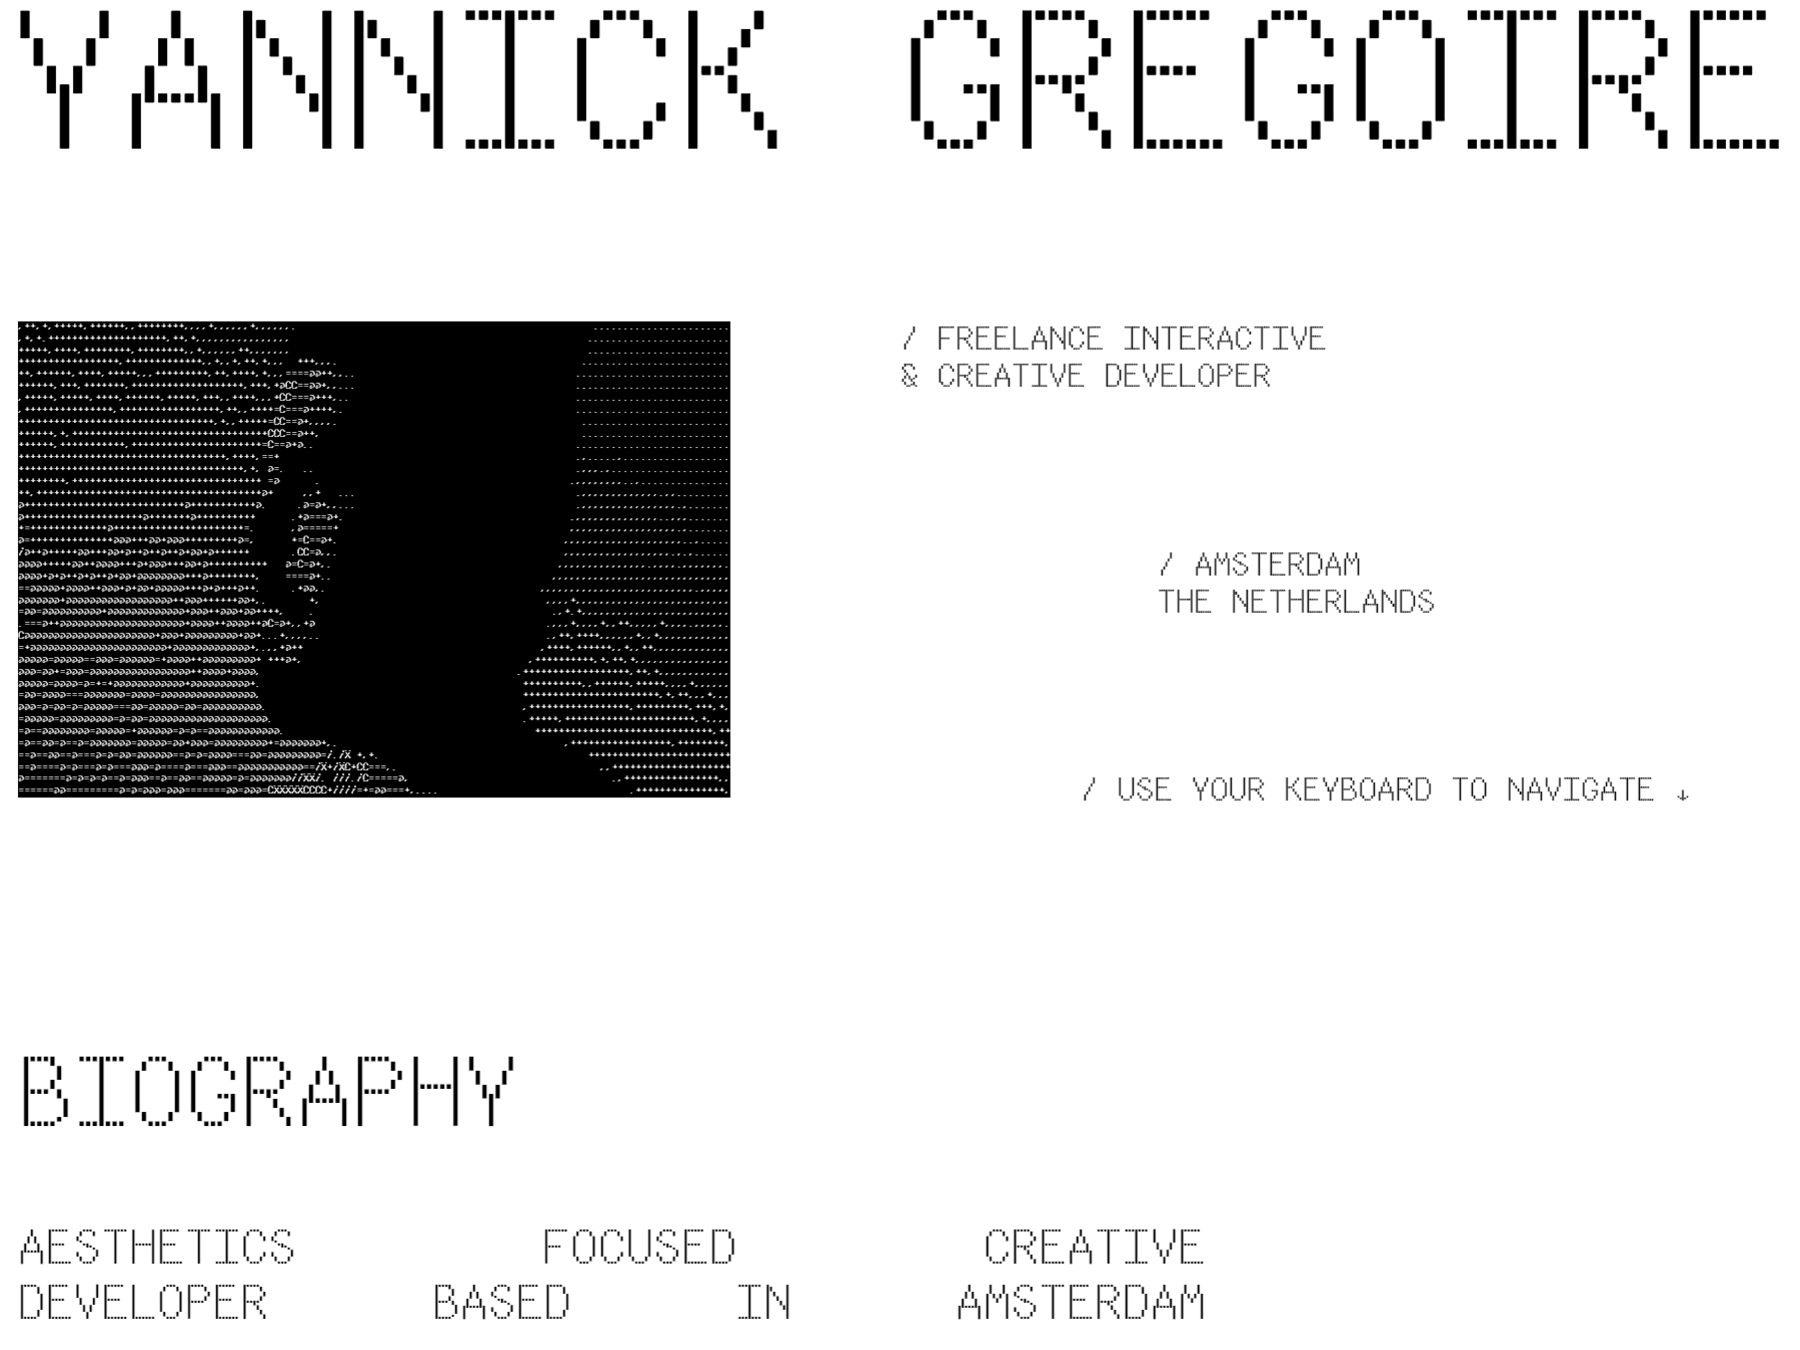 YANNICK GREGOIRE
/ FREELANCE INTERACTIVE
& CREATIVE DEVELOPER
/ AMSTERDAM
THE NETHERLANDS
/ USE YOUR KEYBOARD TO NAVIGATE ↓
BIOGRAPHY
AESTHETICS FOCUSED CREATIVE
DEVELOPER BASED IN AMSTERDAM